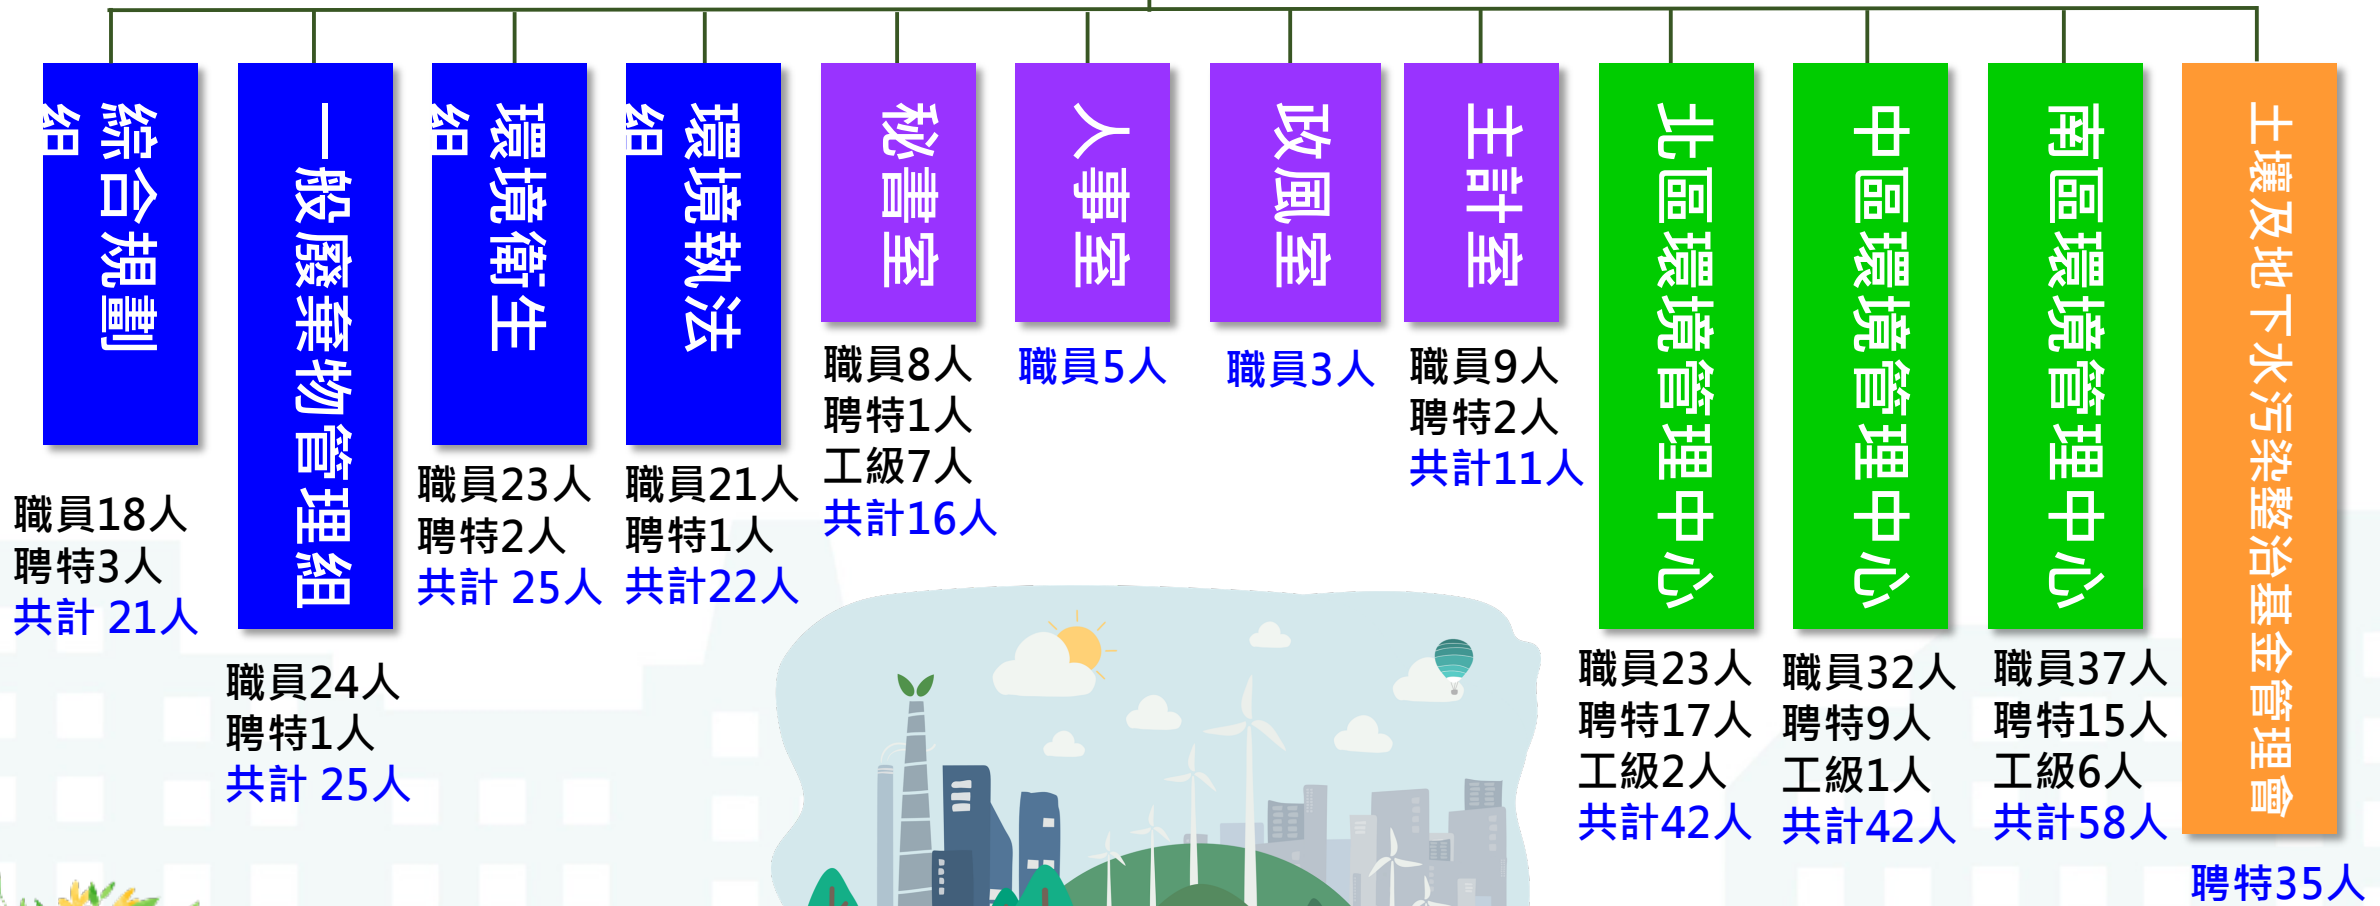 綜合規劃組
職員18人
聘特3人
共計 21人
一般廢棄物管理組
職員24人
聘特1人
共計 25人
環境衛生組
職員23人
聘特2人
共計 25人
環境執法組
職員21人
聘特1人
共計22人
秘書室
職員8人
聘特1人
工級7人
共計16人
人事室
職員5人
政風室
職員3人
主計室
職員9人
聘特2人
共計11人
北區環境管理中心
職員23人
聘特17人
工級2人
共計42人
中區環境管理中心
職員32人
聘特9人
工級1人
共計42人
南區環境管理中心
職員37人
聘特15人
工級6人
共計58人
土壤及地下水污染整治基金管理會
聘特35人